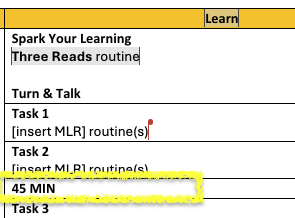 Learn
Spark Your Learning
Three Reads routine
Turn & Talk
Task 1
[insert MLR] routine(s)
Task 2
[insert MLR] routine(s)
45 MIN
Task 3